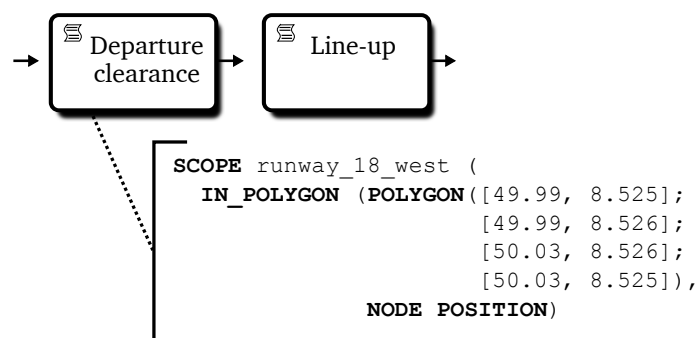 Departure
clearance
Line-up
SCOPE runway_18_west (
IN_POLYGON (POLYGON([49.99, 8.525];
[49.99, 8.526];
[50.03, 8.526];
[50.03, 8.525]),
NODE POSITION)